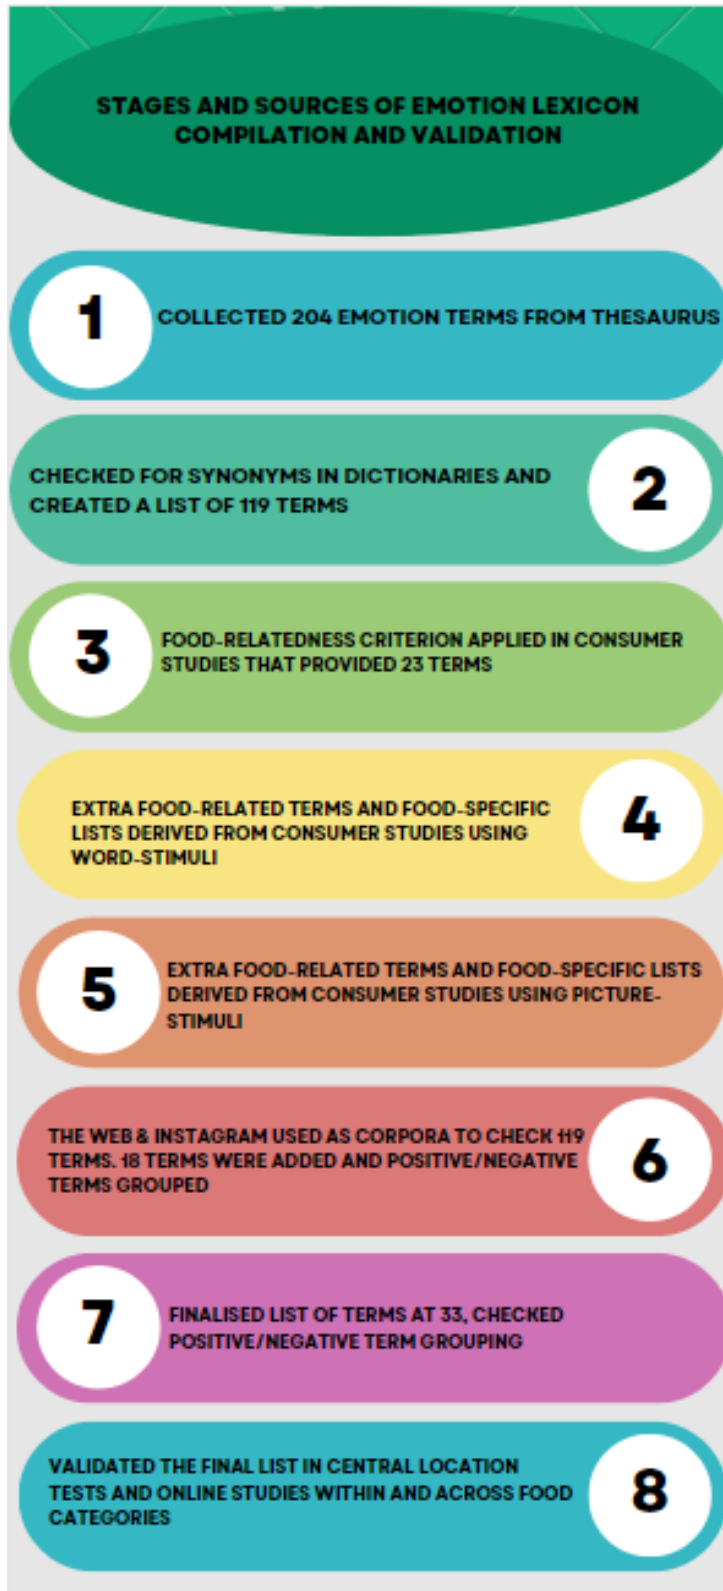 STAGES AND SOURCES OF EMOTION LEXICON
COMPILATION AND VALIDATION
1
COLLECTED 204 EMOTION TERMS FROM THESAURUS
CHECKED FOR SYNONYMS IN DICTIONARIES AND
CREATED A LIST OF 119 TERMS
2
3
FOOD-RELATEDNESS CRITERION APPLIED IN CONSUMER
STUDIES THAT PROVIDED 23 TERMS
EXTRA FOOD-RELATED TERMS AND FOOD-SPECIFIC
LISTS DERIVED FROM CONSUMER STUDIES USING
WORD-STIMULI
4
5
EXTRA FOOD-RELATED TERMS AND FOOD-SPECIFIC LISTS
DERIVED FROM CONSUMER STUDIES USING PICTURE-
STIMULI
THE WEB & INSTAGRAM USED AS CORPORA TO CHECK 119
TERMS. 18 TERMS WERE ADDED AND POSITIVE/NEGATIVE
TERMS GROUPED
6
7
FINALISED LIST OF TERMS AT 33, CHECKED
POSITIVE/NEGATIVE TERM GROUPING
VALIDATED THE FINAL LIST IN CENTRAL LOCATION
TESTS AND ONLINE STUDIES WITHIN AND ACROSS FOOD
CATEGORIES
8